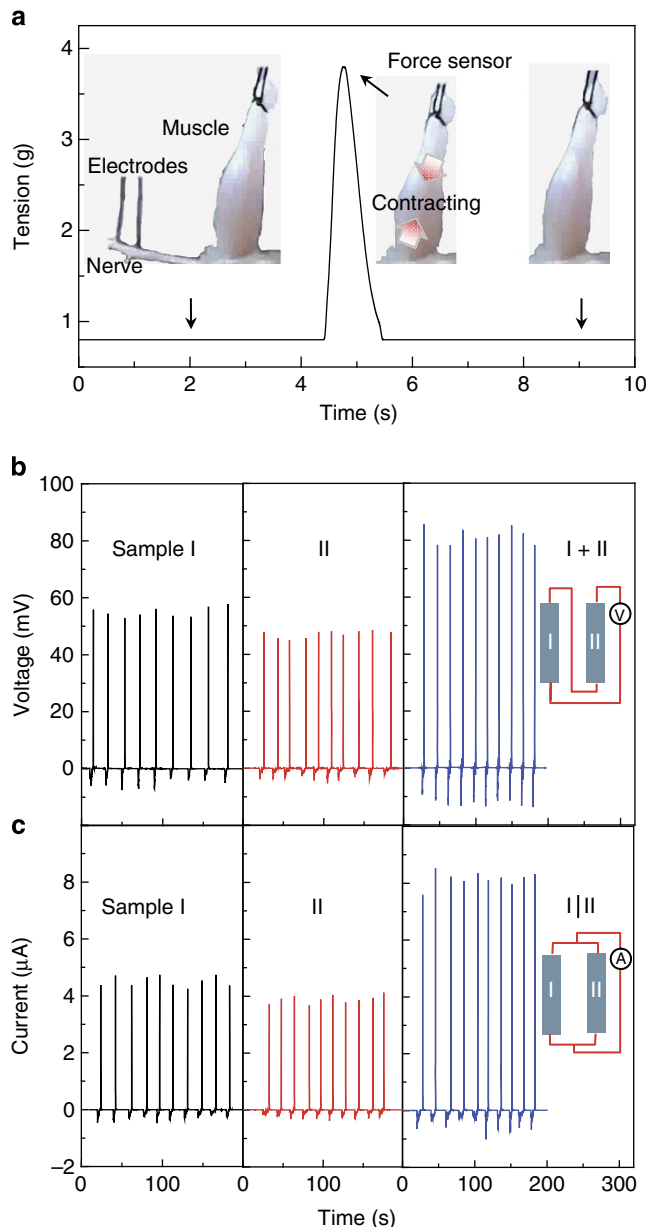 a
4
3
2
1
Tension (g)
Force sensor
Muscle
Electrodes
Contracting
Nerve
0 2 4 6 8 10
Time (s)
b
100
80
60
40
20
0
Voltage (mV)
Sample I
II
I + II
I
II
V
c
8
6
4
2
0
–2
Current (μA)
Sample I
II
I | II
I
II
A
100 0 100 0 100 200 300
Time (s)